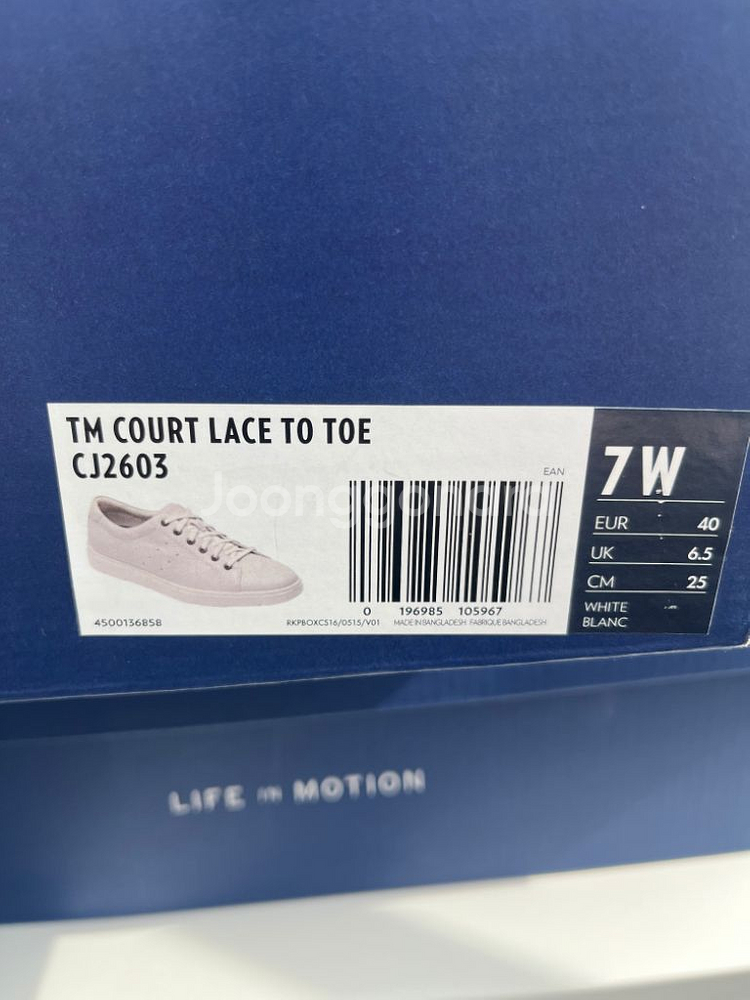 TM COURT LACE TO TOE
CJ2603
Joonggonara
EAN
7W
EUR 40
UK 6.5
CM 25
WHITE
BLANC
0 196985 105967
4500136858
RKPBOXCS16/0515/V01
MADE IN BANGLADESH FABRIQUE BANGLADESH
LIFE IN MOTION